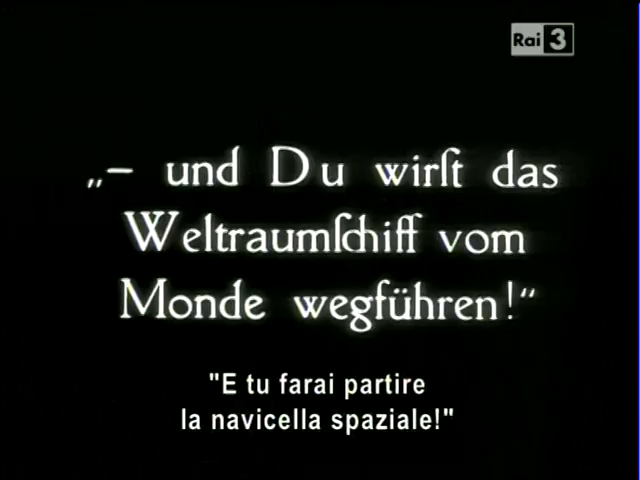 Rai 3
„– und Du wirſt das
Weltraumſchiff vom
Monde wegführen!“
"E tu farai partire
la navicella spaziale!"